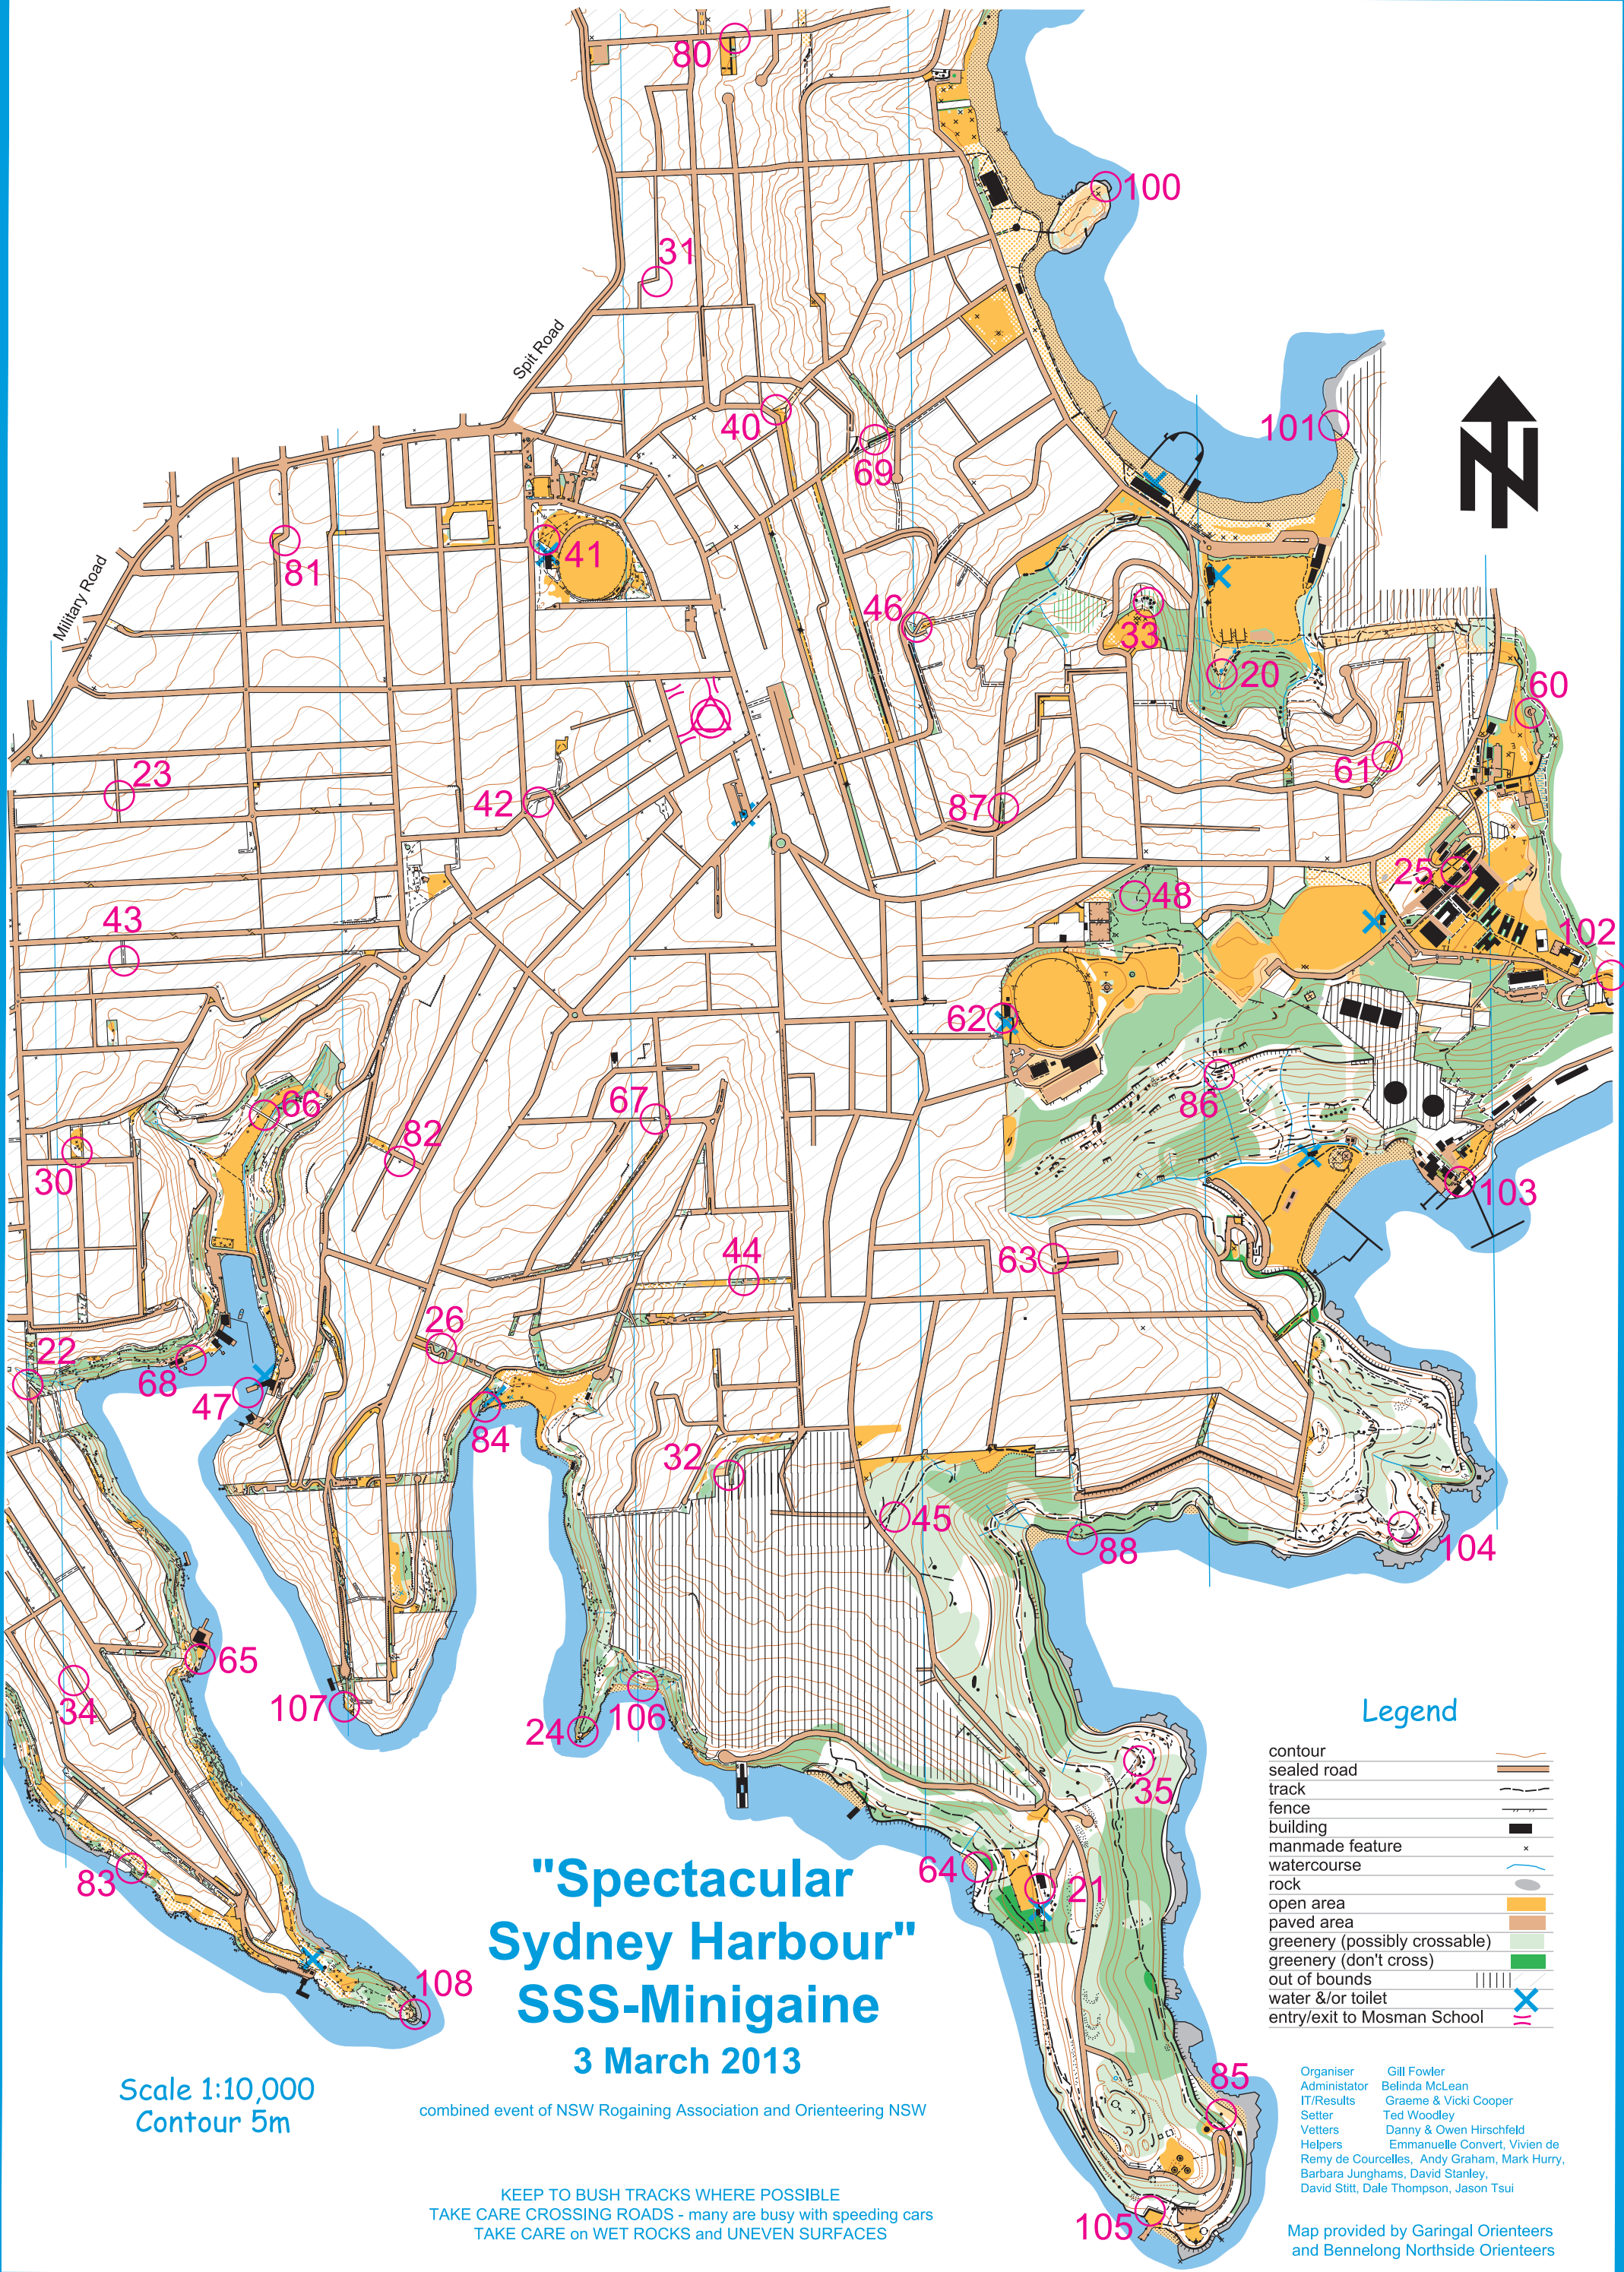 80
100
31
Spit Road
40
101
69
N
41
81
Military Road
46
33
20
60
61
23
42
87
48
25
43
102
62
86
66
67
82
30
103
44
63
26
22
68
47
84
32
45
88
104
65
34
107
24
106
35
64
21
83
108
85
105
"Spectacular
Sydney Harbour"
SSS-Minigaine
3 March 2013
combined event of NSW Rogaining Association and Orienteering NSW
KEEP TO BUSH TRACKS WHERE POSSIBLE
TAKE CARE CROSSING ROADS - many are busy with speeding cars
TAKE CARE on WET ROCKS and UNEVEN SURFACES
Scale 1:10,000
Contour 5m
Legend
contour
sealed road
track
fence
building
manmade feature
watercourse
rock
open area
paved area
greenery (possibly crossable)
greenery (don't cross)
out of bounds
water &/or toilet
entry/exit to Mosman School
Organiser Gill Fowler
Administator Belinda McLean
IT/Results Graeme & Vicki Cooper
Setter Ted Woodley
Vetters Danny & Owen Hirschfeld
Helpers Emmanuelle Convert, Vivien de
Remy de Courcelles, Andy Graham, Mark Hurry,
Barbara Junghams, David Stanley,
David Stitt, Dale Thompson, Jason Tsui
Map provided by Garingal Orienteers
and Bennelong Northside Orienteers